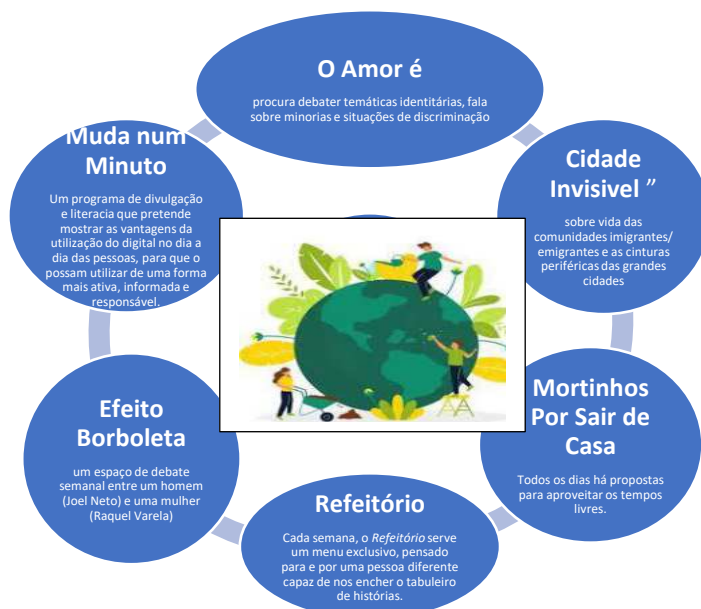 O Amor é
procura debater temáticas identitárias, fala
sobre minorias e situações de discriminação
Cidade
Invisivel ”
sobre vida das
comunidades imigrantes/
emigrantes e as cinturas
periféricas das grandes
cidades
Mortinhos
Por Sair de
Casa
Todos os dias há propostas
para aproveitar os tempos
livres.
Refeitório
Cada semana, o Refeitório serve
um menu exclusivo, pensado
para e por uma pessoa diferente
capaz de nos encher o tabuleiro
de histórias.
Efeito
Borboleta
um espaço de debate
semanal entre um homem
(Joel Neto) e uma mulher
(Raquel Varela)
Muda num
Minuto
Um programa de divulgação
e literacia que pretende
mostrar as vantagens da
utilização do digital no dia a
dia das pessoas, para que o
possam utilizar de uma forma
mais ativa, informada e
responsável.